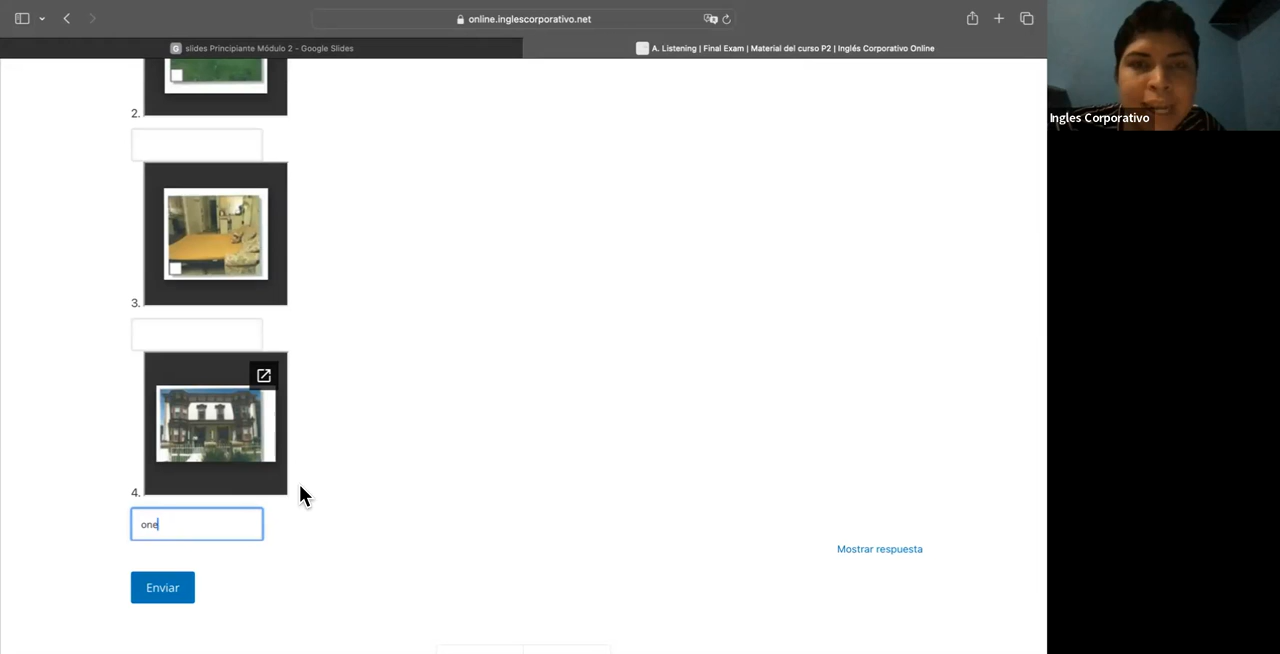 online.inglescorporativo.net
slides Principiante Módulo 2 - Google Slides
A. Listening | Final Exam | Material del curso P2 | Inglés Corporativo Online
Ingles Corporativo
2.
3.
4.
one
Mostrar respuesta
Enviar